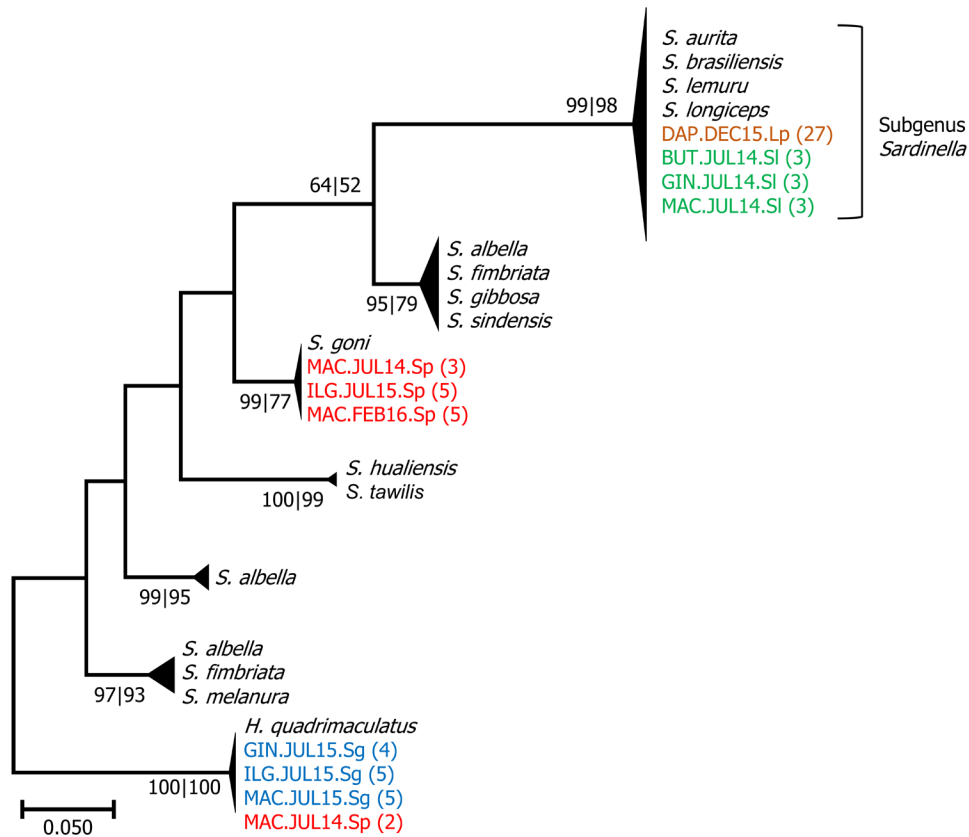 S. aurita
S. brasiliensis
S. lemuru
S. longiceps
DAP.DEC15.Lp (27)
BUT.JUL14.Sl (3)
GIN.JUL14.Sl (3)
MAC.JUL14.Sl (3)
Subgenus
Sardinella
99|98
64|52
S. albella
S. fimbriata
S. gibbosa
S. sindensis
95|79
S. goni
MAC.JUL14.Sp (3)
ILG.JUL15.Sp (5)
MAC.FEB16.Sp (5)
99|77
S. hualiensis
S. tawilis
100|99
S. albella
99|95
S. albella
S. fimbriata
S. melanura
97|93
H. quadrimaculatus
GIN.JUL15.Sg (4)
ILG.JUL15.Sg (5)
MAC.JUL15.Sg (5)
MAC.JUL14.Sp (2)
100|100
0.050